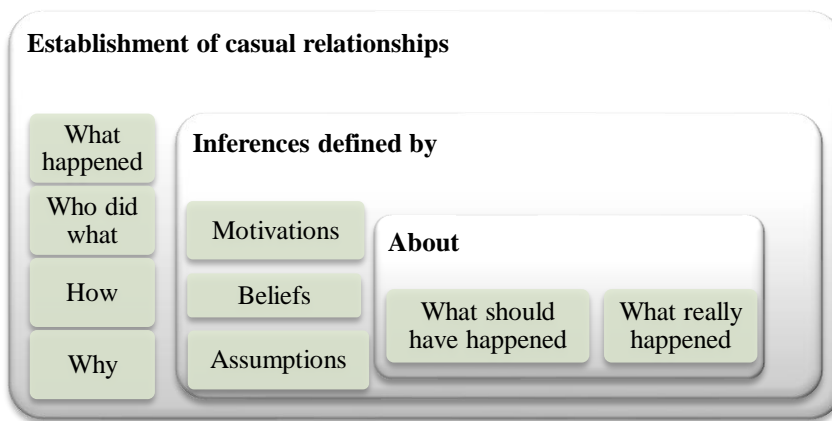 Establishment of casual relationships
What
happened
Who did
what
How
Why
Inferences defined by
Motivations
Beliefs
Assumptions
About
What should
have happened
What really
happened